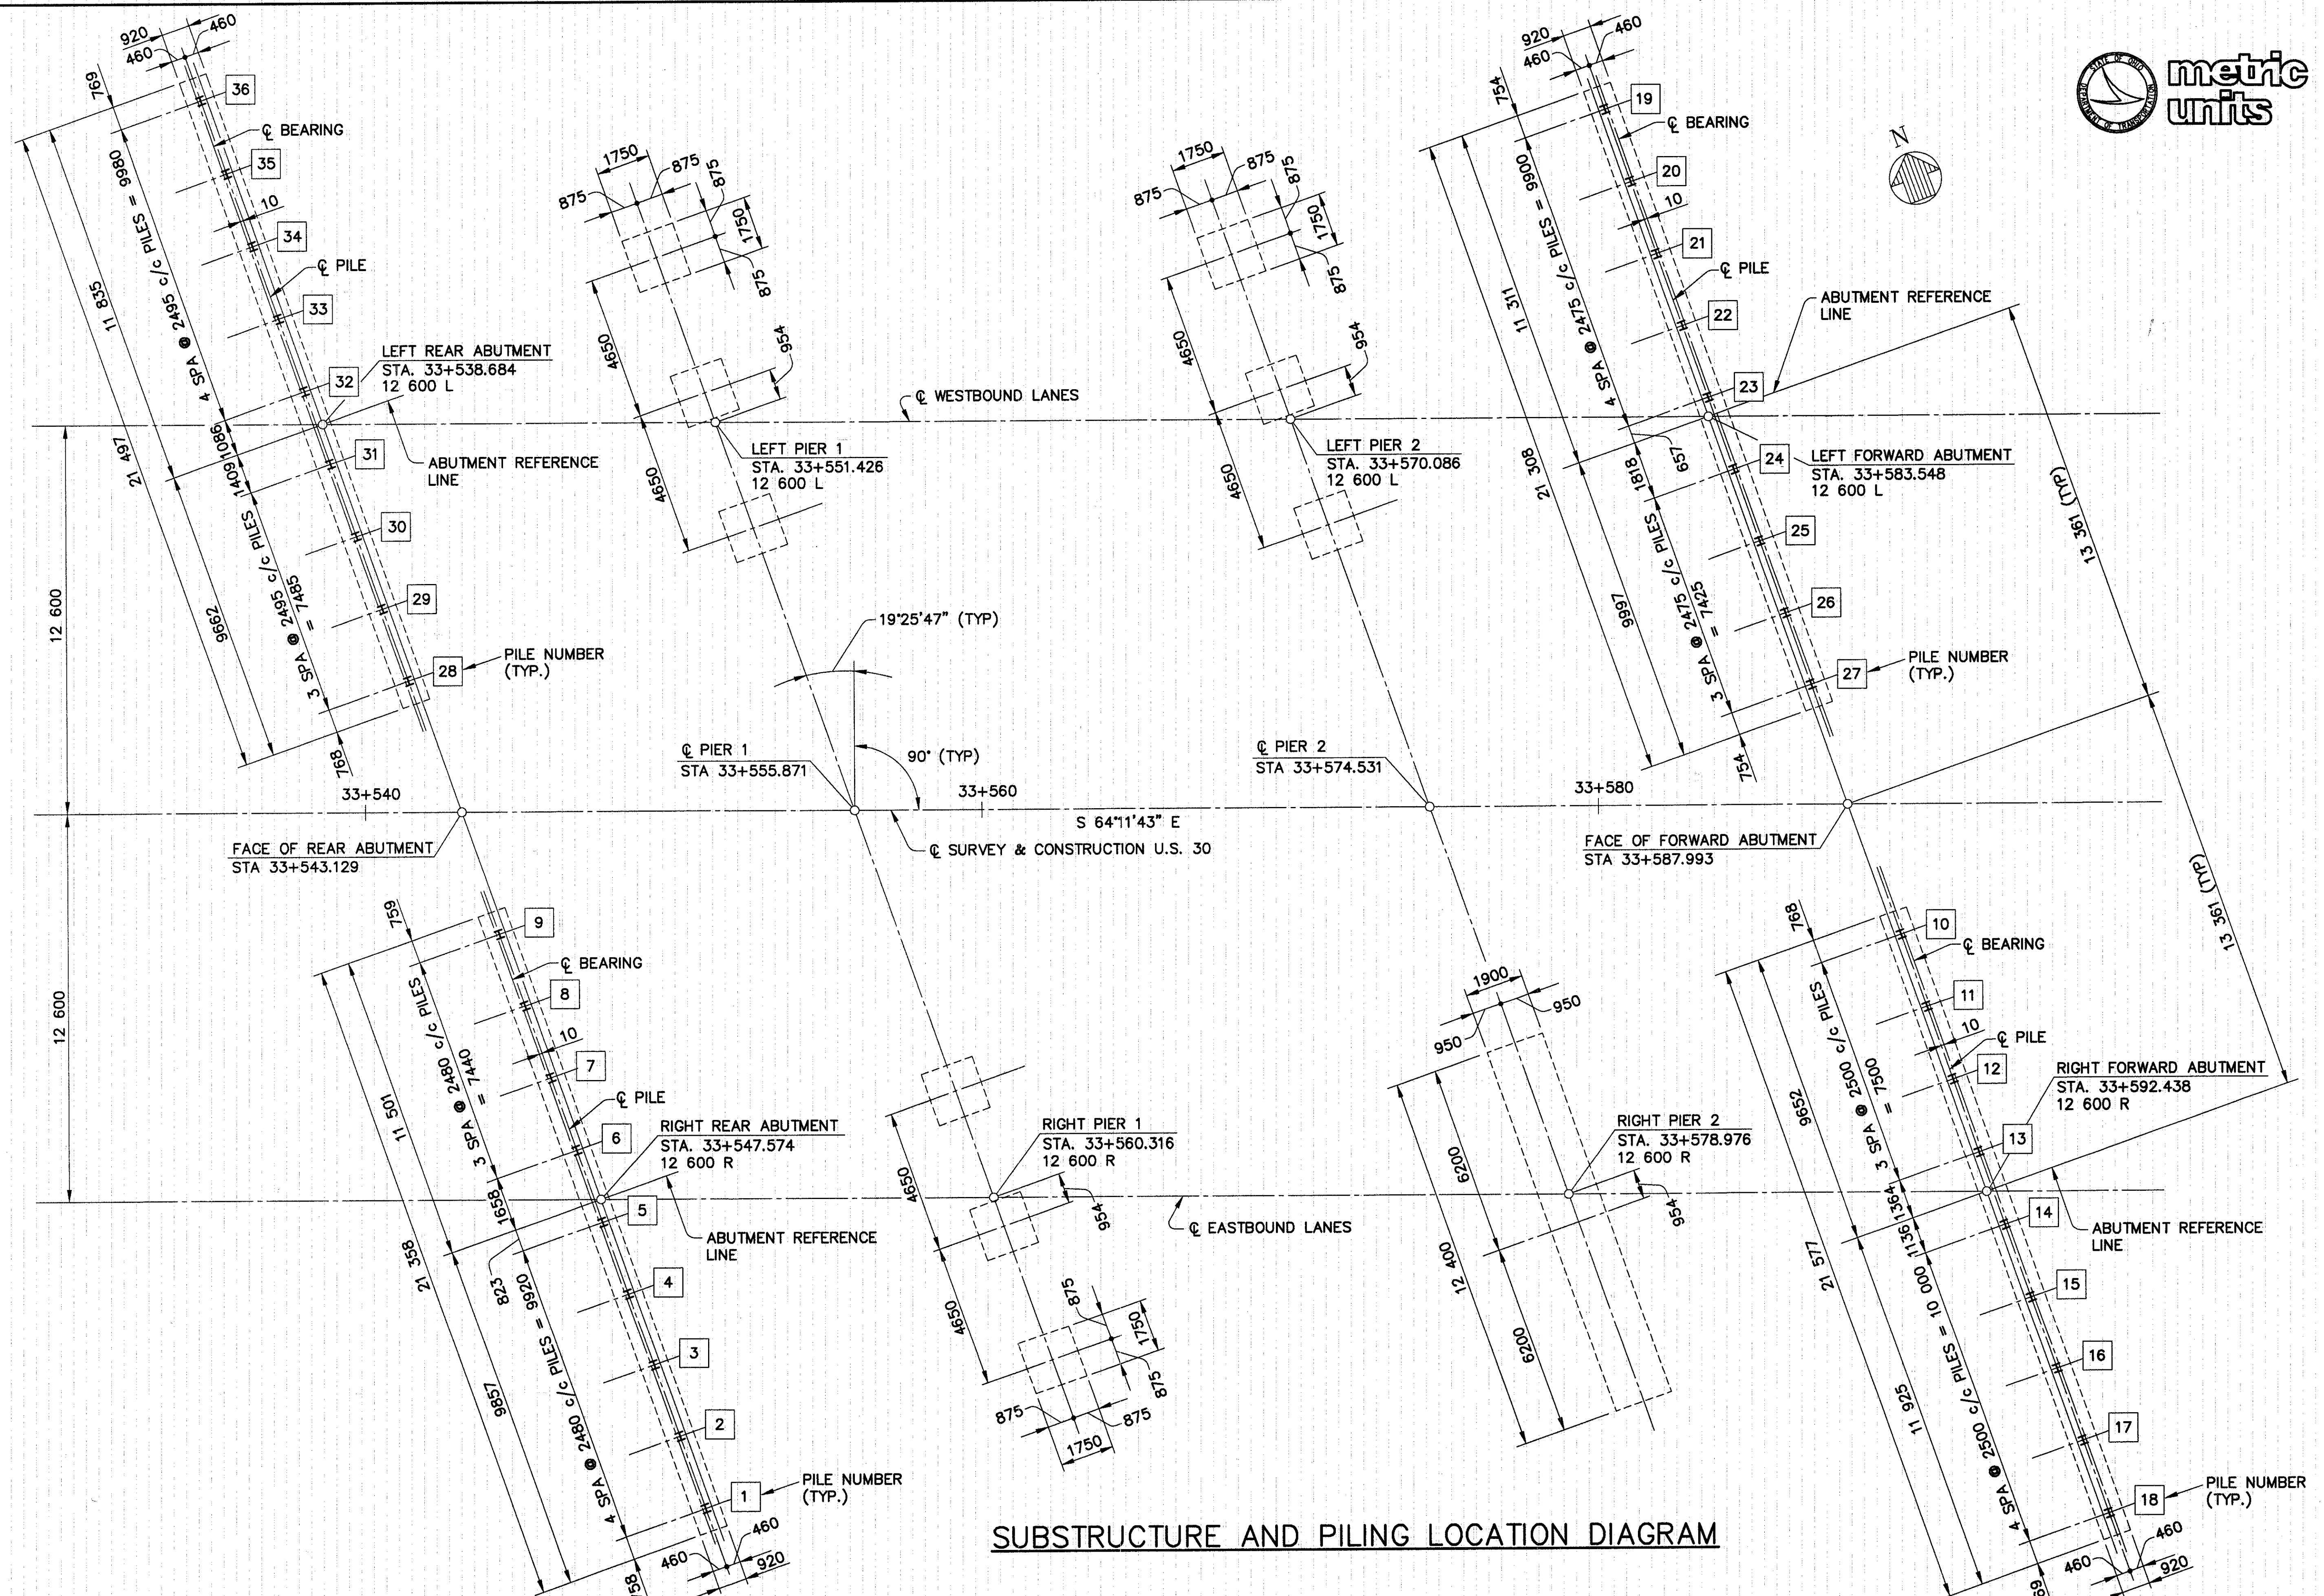 STATE OF OHIO
DEPARTMENT OF TRANSPORTATION
metric
units
N
920
460
460
769
36
℄ BEARING
35
10
34
℄ PILE
33
4 SPA @ 2495 c/c PILES = 9980
11 835
21 497
LEFT REAR ABUTMENT
STA. 33+538.684
12 600 L
32
1086
1409
31
ABUTMENT REFERENCE
LINE
30
29
3 SPA @ 2495 c/c PILES
= 7485
9662
28
PILE NUMBER
(TYP.)
768
12 600
12 600
1750
875
875
875
1750
875
4650
954
4650
LEFT PIER 1
STA. 33+551.426
12 600 L
℄ WESTBOUND LANES
1750
875
875
875
1750
875
4650
954
4650
LEFT PIER 2
STA. 33+570.086
12 600 L
920
460
460
754
19
℄ BEARING
20
10
21
℄ PILE
22
4 SPA @ 2475 c/c PILES = 9900
11 311
21 308
ABUTMENT REFERENCE
LINE
23
657
1818
24
LEFT FORWARD ABUTMENT
STA. 33+583.548
12 600 L
25
26
3 SPA @ 2475 c/c PILES
= 7425
9997
27
PILE NUMBER
(TYP.)
754
13 361 (TYP)
13 361 (TYP)
19°25'47" (TYP)
90° (TYP)
℄ PIER 1
STA 33+555.871
℄ PIER 2
STA 33+574.531
33+540
33+560
33+580
S 64°11'43" E
℄ SURVEY & CONSTRUCTION U.S. 30
FACE OF REAR ABUTMENT
STA 33+543.129
FACE OF FORWARD ABUTMENT
STA 33+587.993
759
9
℄ BEARING
8
10
7
℄ PILE
6
3 SPA @ 2480 c/c PILES
= 7440
11 501
21 358
RIGHT REAR ABUTMENT
STA. 33+547.574
12 600 R
1658
5
823
ABUTMENT REFERENCE
LINE
4
3
2
4 SPA @ 2480 c/c PILES = 9920
9857
1
PILE NUMBER
(TYP.)
758
460
460
920
RIGHT PIER 1
STA. 33+560.316
12 600 R
4650
954
4650
875
1750
875
875
875
1750
℄ EASTBOUND LANES
1900
950
950
6200
RIGHT PIER 2
STA. 33+578.976
12 600 R
954
12 400
6200
768
10
℄ BEARING
11
10
℄ PILE
12
3 SPA @ 2500 c/c PILES
= 7500
9652
21 577
RIGHT FORWARD ABUTMENT
STA. 33+592.438
12 600 R
13
1364
1136
14
ABUTMENT REFERENCE
LINE
15
16
17
4 SPA @ 2500 c/c PILES = 10 000
11 925
18
PILE NUMBER
(TYP.)
460
460
920
SUBSTRUCTURE AND PILING LOCATION DIAGRAM